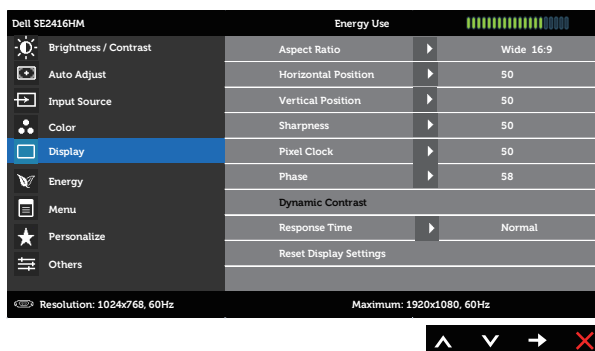 Dell SE2416HM Energy Use
Brightness / Contrast Aspect Ratio Wide 16:9
Auto Adjust Horizontal Position 50
Input Source Vertical Position 50
Color Sharpness 50
Display Pixel Clock 50
Energy Phase 58
Menu Dynamic Contrast
Personalize Response Time Normal
Others Reset Display Settings
Resolution: 1024x768, 60Hz Maximum: 1920x1080, 60Hz